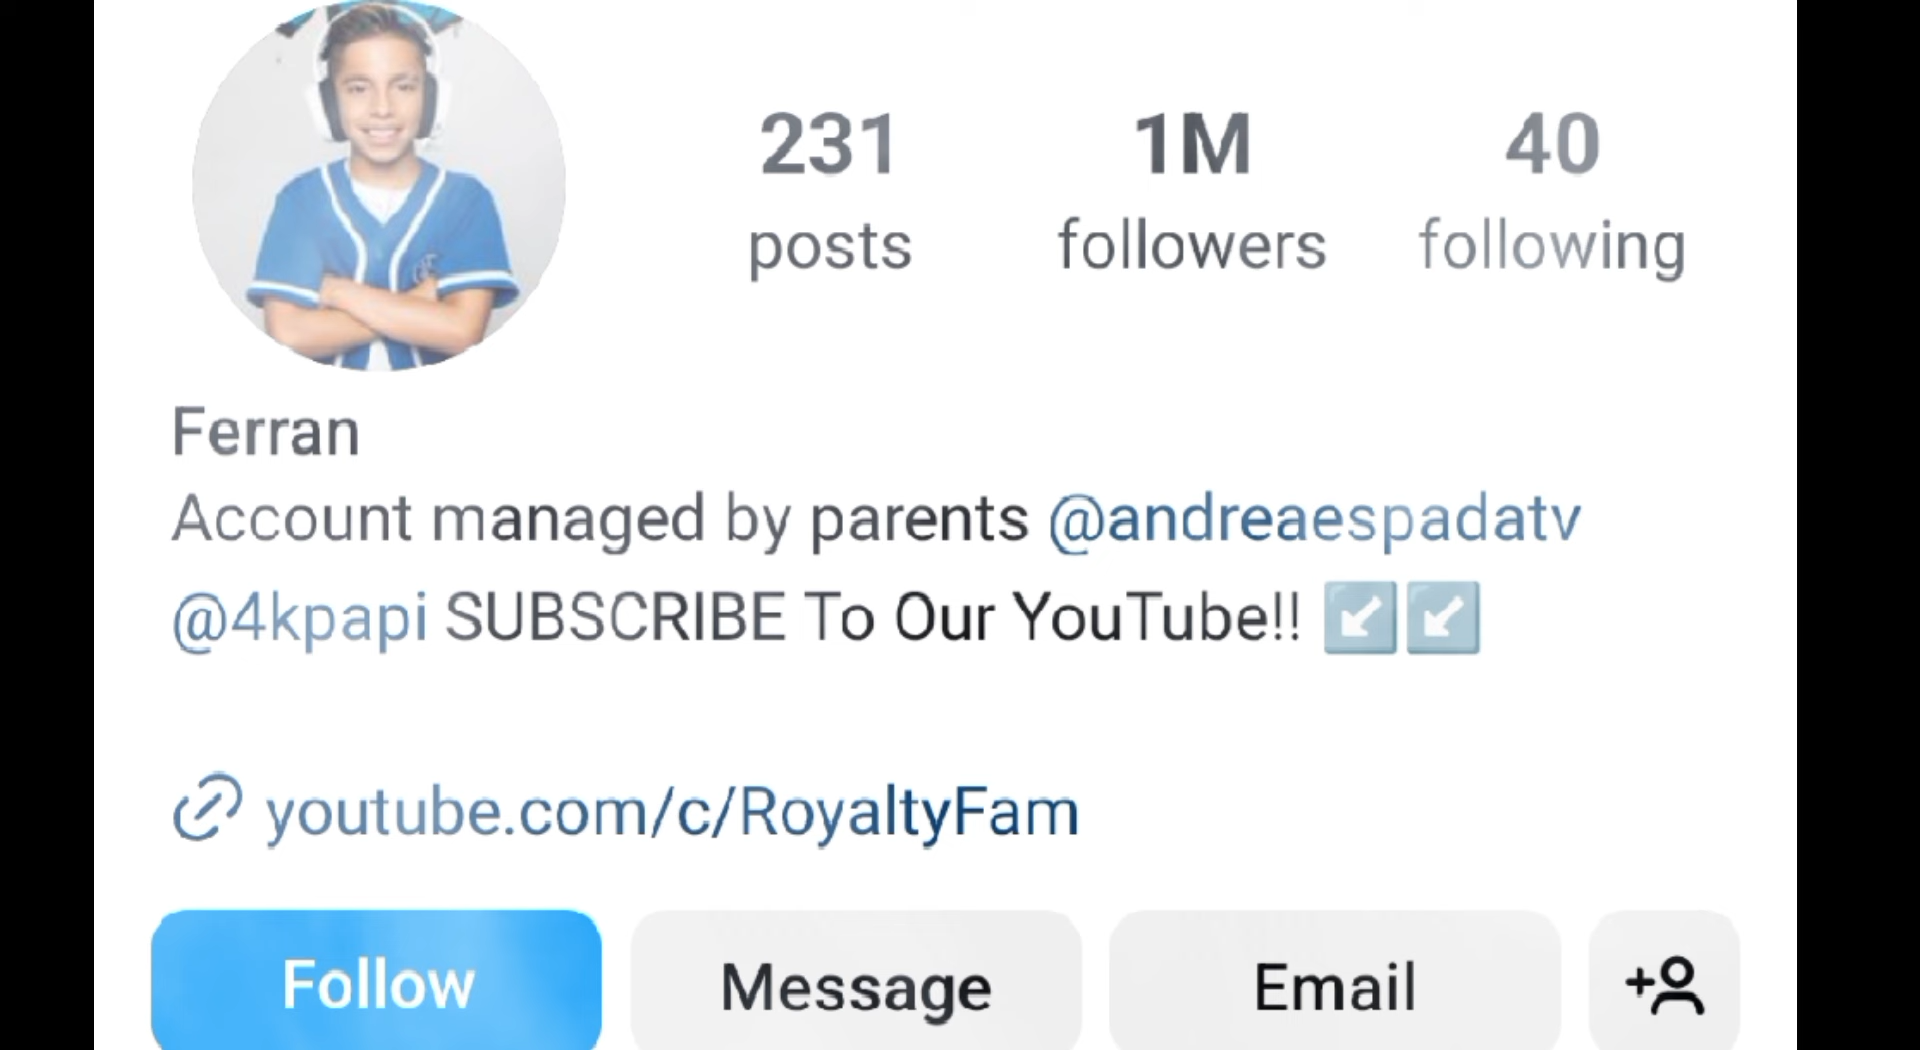 231 1M 40
posts followers following
Ferran
Account managed by parents @andreaespadatv
@4kpapi SUBSCRIBE To Our YouTube!! ↙️↙️
youtube.com/c/RoyaltyFam
Follow Message Email